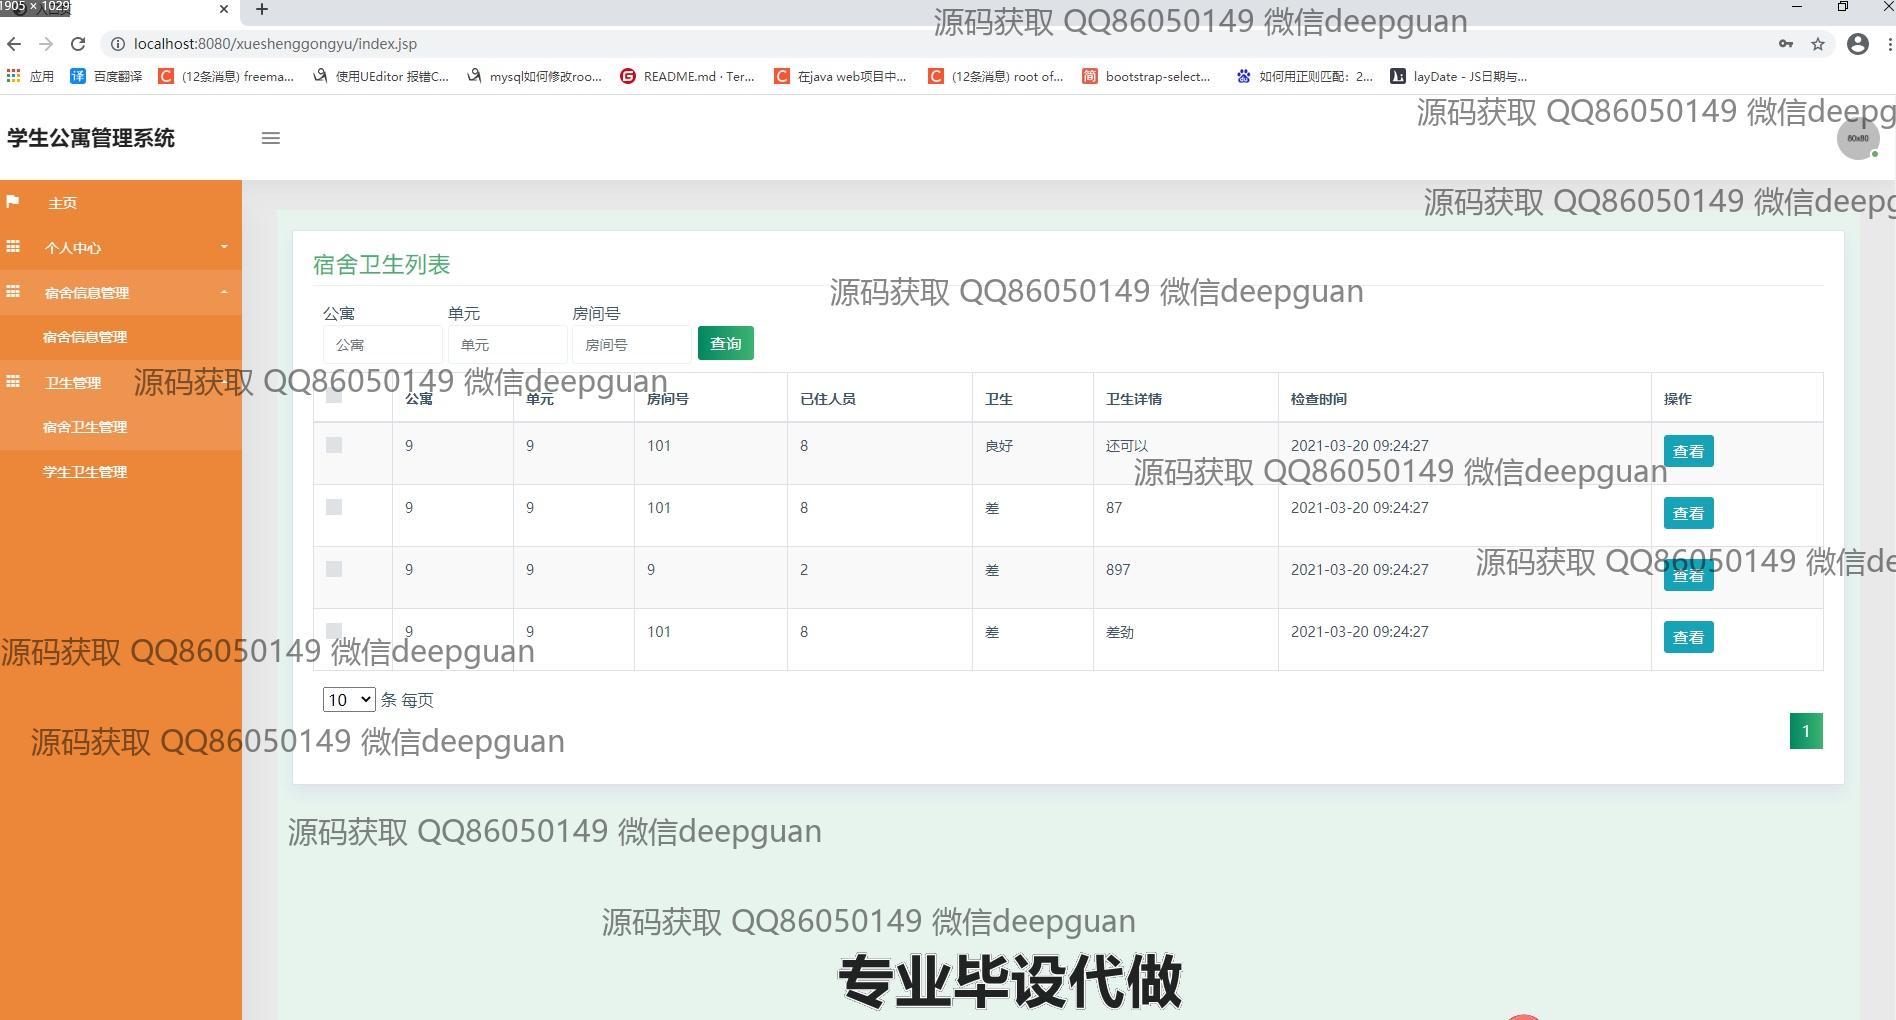 1905 × 1029
源码获取 QQ86050149 微信deepguan
localhost:8080/xueshenggongyu/index.jsp
应用 百度翻译 (12条消息) freema... 使用UEditor 报错C... mysql如何修改roo... README.md · Ter... 在java web项目中... (12条消息) root of... bootstrap-select... 如何用正则匹配：2... layDate - JS日期与...
源码获取 QQ86050149 微信deepg
学生公寓管理系统
80x80
源码获取 QQ86050149 微信deepg
主页
个人中心
宿舍信息管理
宿舍信息管理
卫生管理
宿舍卫生管理
学生卫生管理
宿舍卫生列表
源码获取 QQ86050149 微信deepguan
公寓 单元 房间号
公寓 单元 房间号 查询
源码获取 QQ86050149 微信deepguan
公寓 单元 房间号 已住人员 卫生 卫生详情 检查时间 操作
9 9 101 8 良好 还可以 2021-03-20 09:24:27 查看
源码获取 QQ86050149 微信deepguan
9 9 101 8 差 87 2021-03-20 09:24:27 查看
9 9 9 2 差 897 2021-03-20 09:24:27 查看
源码获取 QQ86050149 微信de
9 9 101 8 差 差劲 2021-03-20 09:24:27 查看
源码获取 QQ86050149 微信deepguan
10 条 每页
1
源码获取 QQ86050149 微信deepguan
源码获取 QQ86050149 微信deepguan
源码获取 QQ86050149 微信deepguan
专业毕设代做